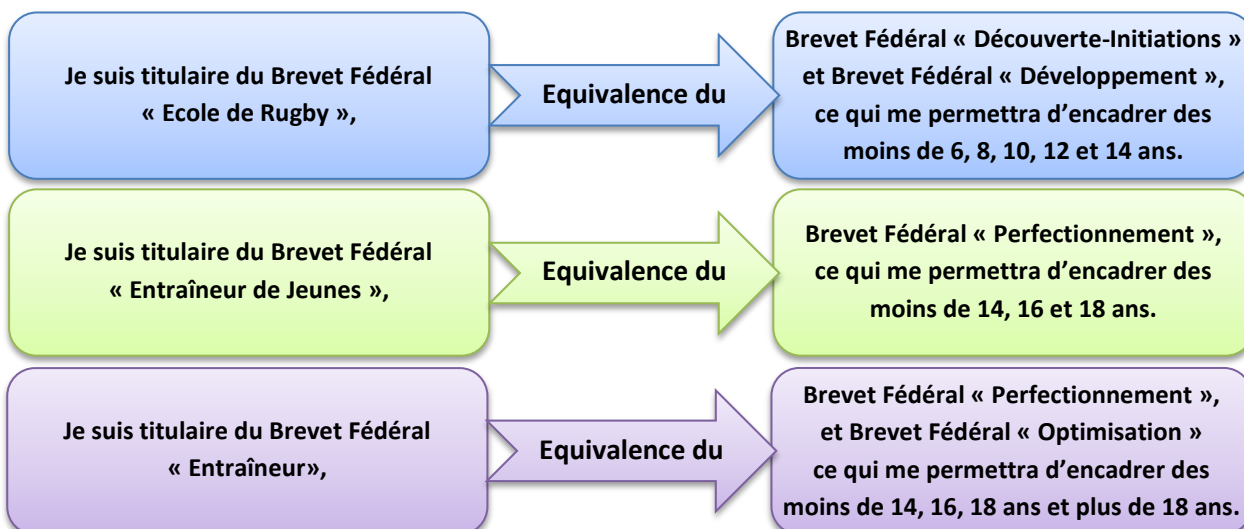 Je suis titulaire du Brevet Fédéral
« Ecole de Rugby »,
Equivalence du
Brevet Fédéral « Découverte-Initiations »
et Brevet Fédéral « Développement »,
ce qui me permettra d’encadrer des
moins de 6, 8, 10, 12 et 14 ans.
Je suis titulaire du Brevet Fédéral
« Entraîneur de Jeunes »,
Equivalence du
Brevet Fédéral « Perfectionnement »,
ce qui me permettra d’encadrer des
moins de 14, 16 et 18 ans.
Je suis titulaire du Brevet Fédéral
« Entraîneur»,
Equivalence du
Brevet Fédéral « Perfectionnement »,
et Brevet Fédéral « Optimisation »
ce qui me permettra d’encadrer des
moins de 14, 16, 18 ans et plus de 18 ans.